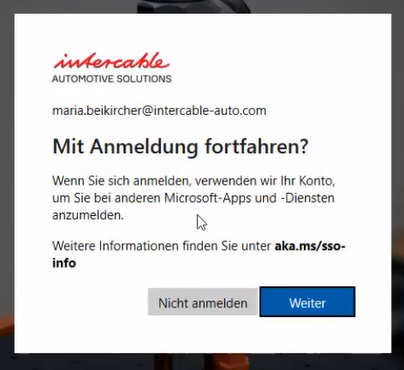 intercable
AUTOMOTIVE SOLUTIONS
maria.beikircher@intercable-auto.com
Mit Anmeldung fortfahren?
Wenn Sie sich anmelden, verwenden wir Ihr Konto,
um Sie bei anderen Microsoft-Apps und -Diensten
anzumelden.
Weitere Informationen finden Sie unter aka.ms/sso-
info
Nicht anmelden
Weiter